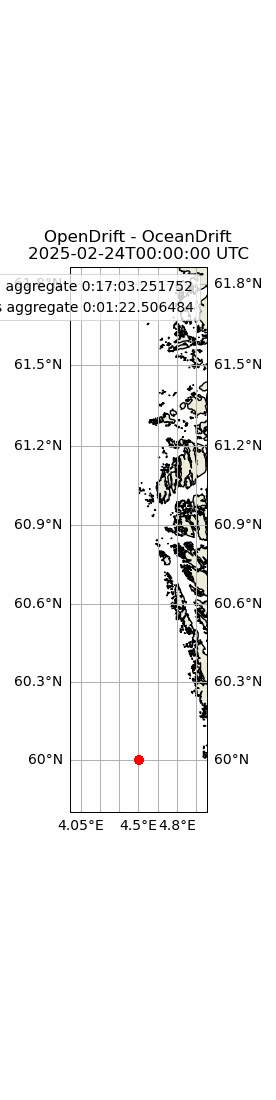 OpenDrift - OceanDrift
2025-02-24T00:00:00 UTC
61.8°N
aggregate 0:17:03.251752
61.8°N
s aggregate 0:01:22.506484
61.5°N
61.5°N
61.2°N
61.2°N
60.9°N
60.9°N
60.6°N
60.6°N
60.3°N
60.3°N
60°N
60°N
4.05°E
4.5°E
4.8°E